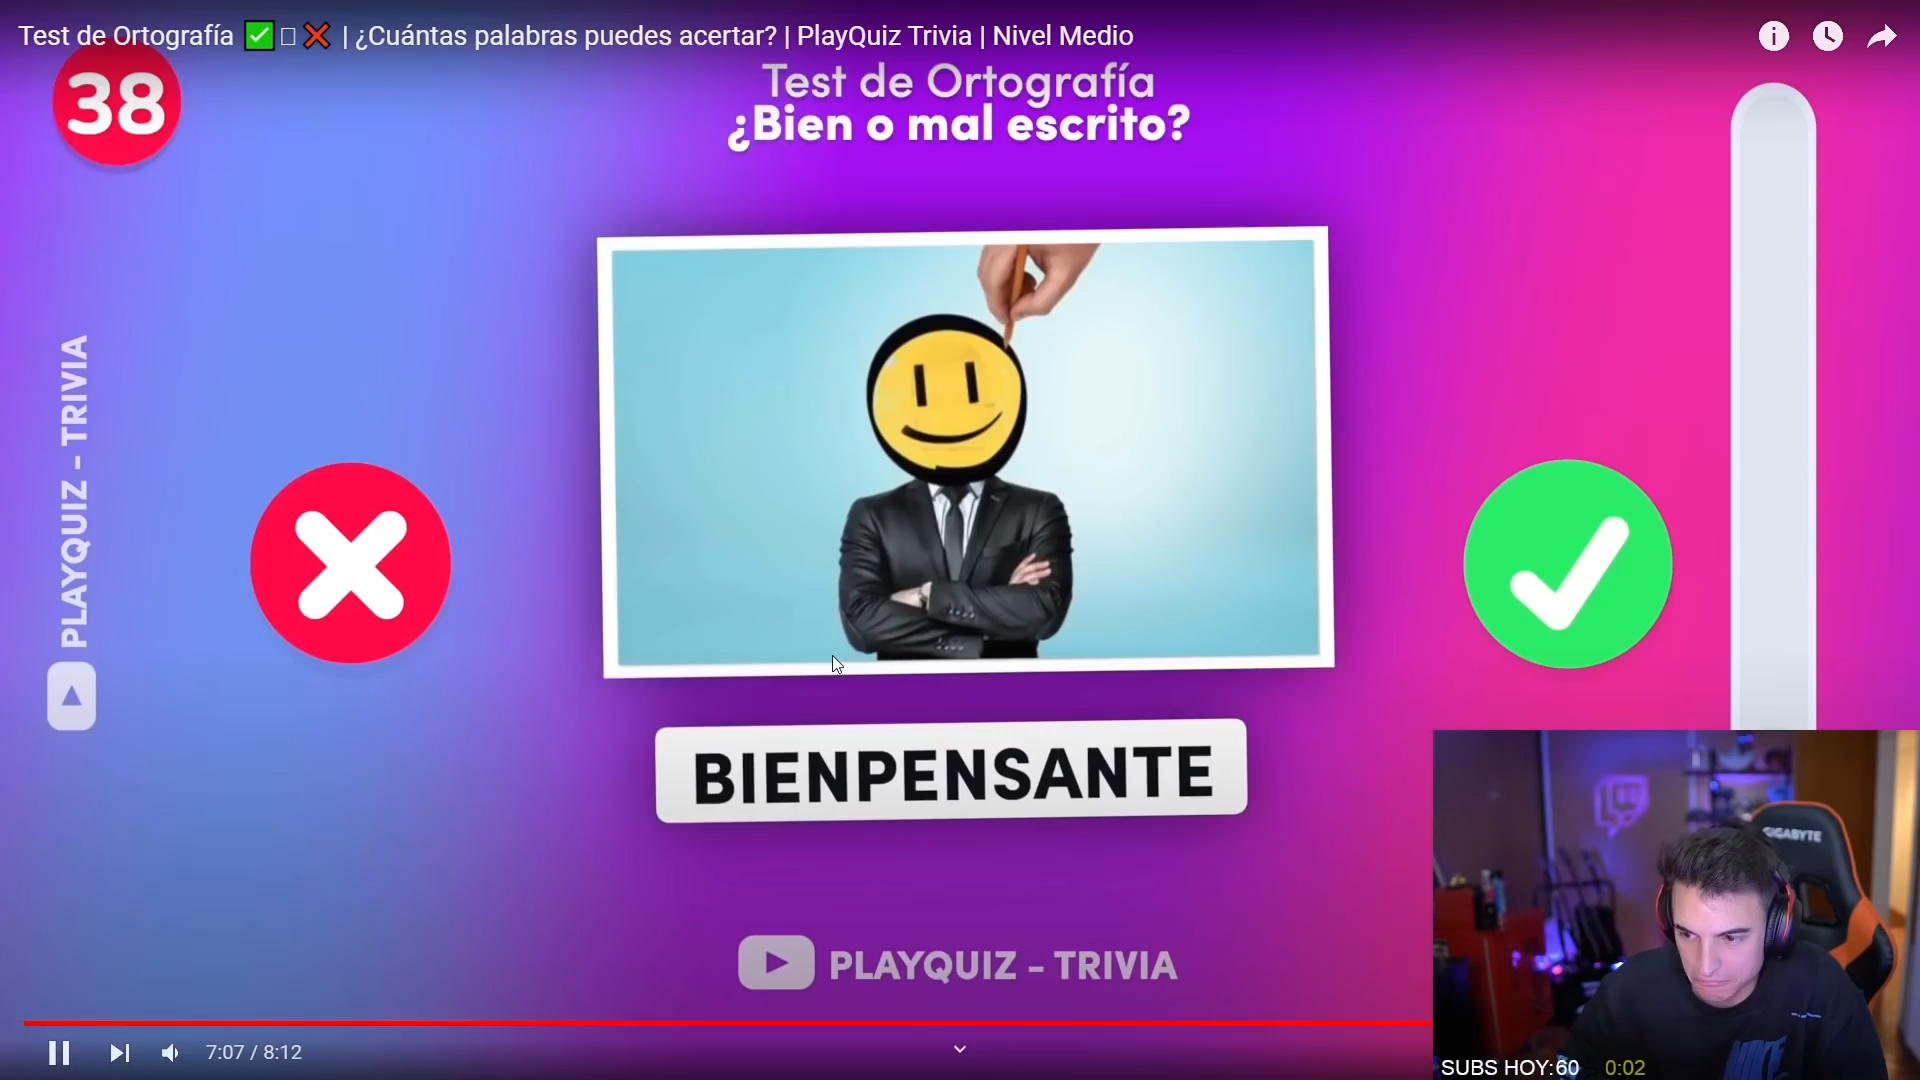 Test de Ortografía ✅ ❌ | ¿Cuántas palabras puedes acertar? | PlayQuiz Trivia | Nivel Medio
38
Test de Ortografía
¿Bien o mal escrito?
PLAYQUIZ - TRIVIA
BIENPENSANTE
GIGABYTE
PLAYQUIZ - TRIVIA
7:07 / 8:12
SUBS HOY:60 0:02